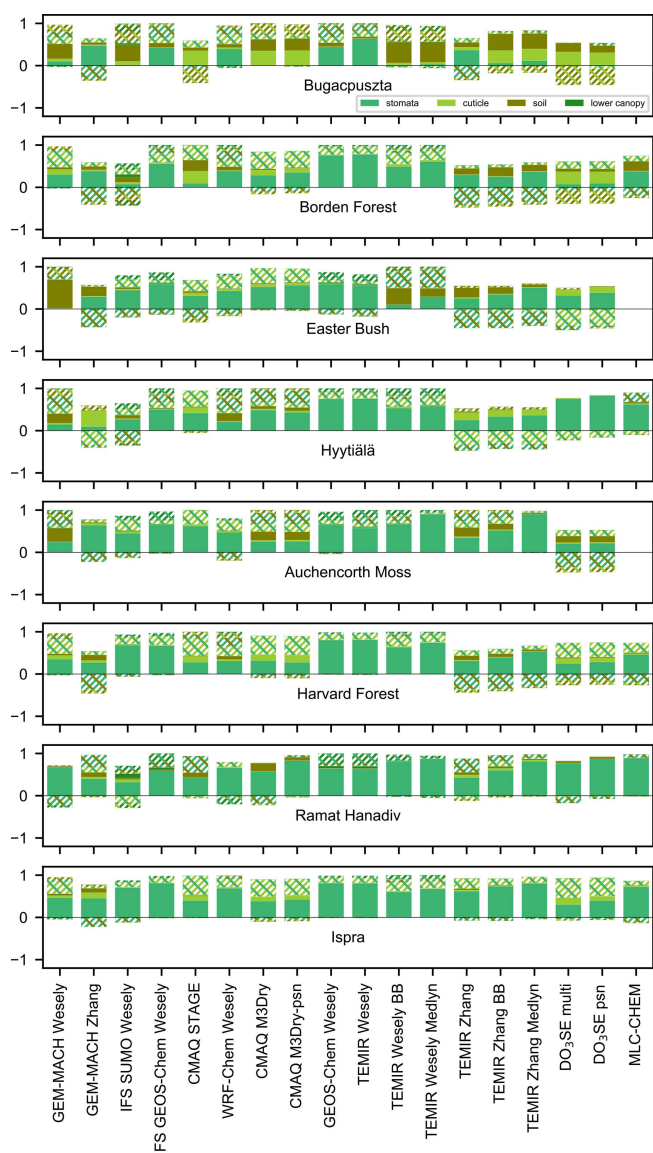 1
0
−1
Bugacpuszta
stomata cuticle soil lower canopy
1
0
−1
Borden Forest
1
0
−1
Easter Bush
1
0
−1
Hyytiälä
1
0
−1
Auchencorth Moss
1
0
−1
Harvard Forest
1
0
−1
Ramat Hanadiv
1
0
−1
Ispra
GEM-MACH Wesely
GEM-MACH Zhang
IFS SUMO Wesely
FS GEOS-Chem Wesely
CMAQ STAGE
WRF-Chem Wesely
CMAQ M3Dry
CMAQ M3Dry-psn
GEOS-Chem Wesely
TEMIR Wesely
TEMIR Wesely BB
TEMIR Wesely Medlyn
TEMIR Zhang
TEMIR Zhang BB
TEMIR Zhang Medlyn
DO₃SE multi
DO₃SE psn
MLC-CHEM